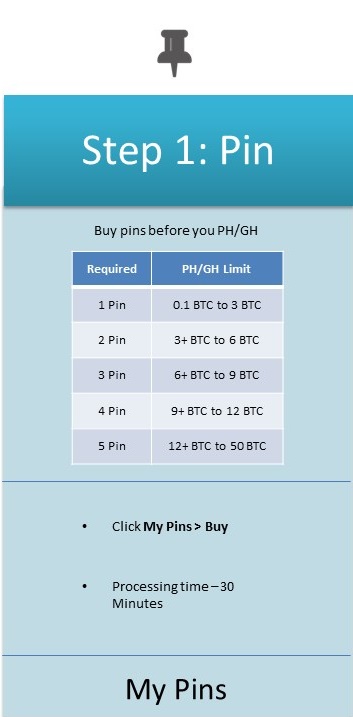 Step 1: Pin
Buy pins before you PH/GH
Required PH/GH Limit
1 Pin 0.1 BTC to 3 BTC
2 Pin 3+ BTC to 6 BTC
3 Pin 6+ BTC to 9 BTC
4 Pin 9+ BTC to 12 BTC
5 Pin 12+ BTC to 50 BTC
• Click My Pins > Buy
• Processing time – 30
Minutes
My Pins